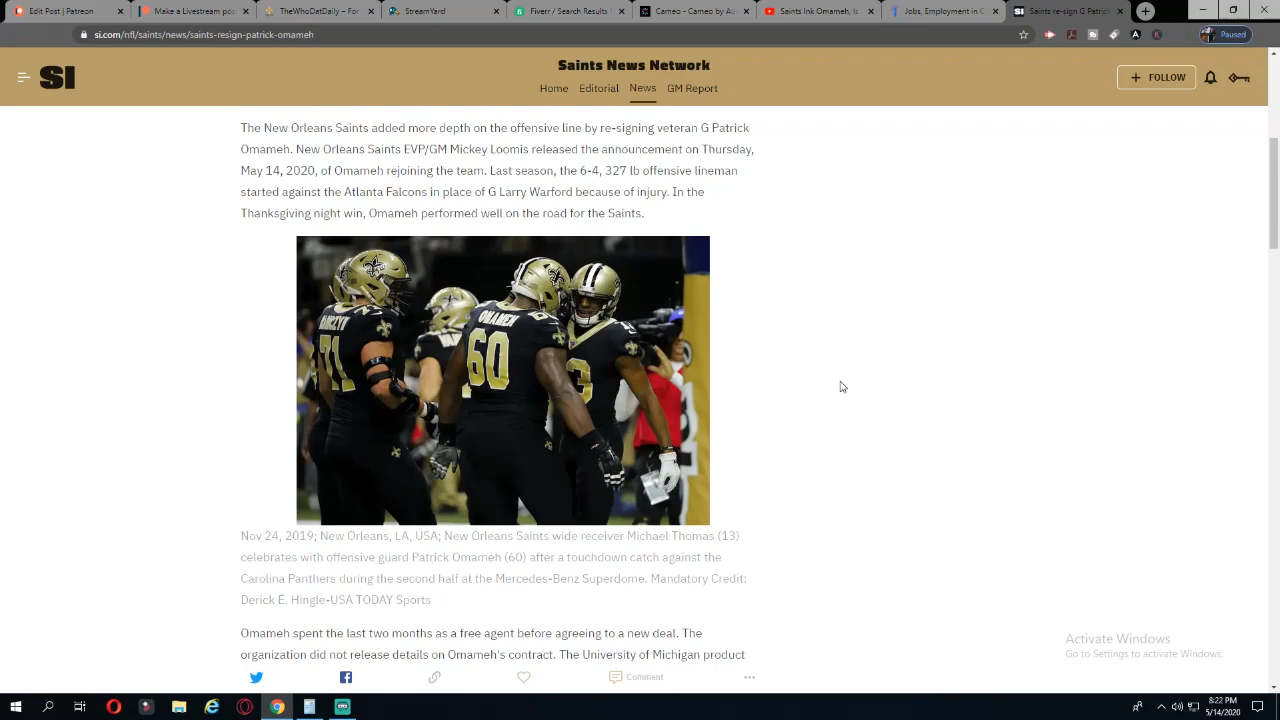 Edit Post | Patreon
Make a Livestream poste
TheWhoDatDaily – Fore
StreamYard
Fiverr / Search Results f
Cameo - Cameo by Au
Saints Ink Omameh, Is
Jobs, Employment in C
Saints re-sign G Patrick
si.com/nfl/saints/news/saints-resign-patrick-omameh
Paused
SI
Saints News Network
Home Editorial News GM Report
FOLLOW
The New Orleans Saints added more depth on the offensive line by re-signing veteran G Patrick
Omameh. New Orleans Saints EVP/GM Mickey Loomis released the announcement on Thursday,
May 14, 2020, of Omameh rejoining the team. Last season, the 6-4, 327 lb offensive lineman
started against the Atlanta Falcons in place of G Larry Warford because of injury. In the
Thanksgiving night win, Omameh performed well on the road for the Saints.
OMAMEH
71
60
Nov 24, 2019; New Orleans, LA, USA; New Orleans Saints wide receiver Michael Thomas (13)
celebrates with offensive guard Patrick Omameh (60) after a touchdown catch against the
Carolina Panthers during the second half at the Mercedes-Benz Superdome. Mandatory Credit:
Derick E. Hingle-USA TODAY Sports
Omameh spent the last two months as a free agent before agreeing to a new deal. The
organization did not release details on Omameh's contract. The University of Michigan product
Comment
Activate Windows
Go to Settings to activate Windows.
8:22 PM
5/14/2020